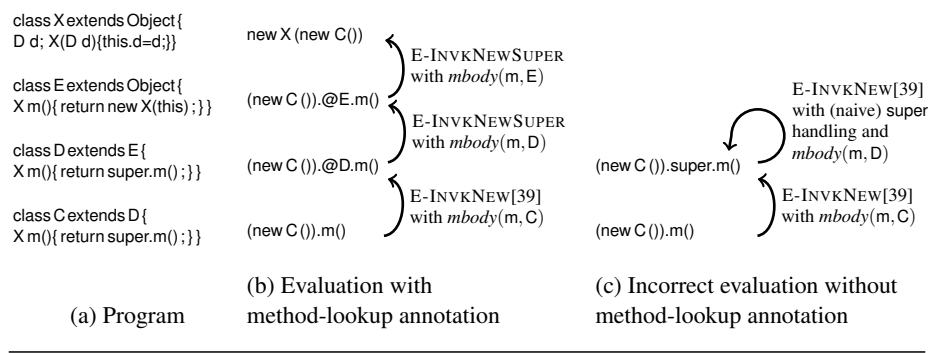 class X extends Object {
D d; X(D d){this.d=d;}}
class E extends Object {
X m(){ return new X(this) ; } }
class D extends E {
X m(){ return super.m() ; } }
class C extends D {
X m(){ return super.m() ; } }
(a) Program
new X (new C())
E-INVKNEWSUPER
with mbody(m, E)
(new C ()).@E.m()
E-INVKNEWSUPER
with mbody(m, D)
(new C ()).@D.m()
E-INVKNEW[39]
with mbody(m, C)
(new C ()).m()
(b) Evaluation with
method-lookup annotation
E-INVKNEW[39]
with (naive) super
handling and
mbody(m, D)
(new C ()).super.m()
E-INVKNEW[39]
with mbody(m, C)
(new C ()).m()
(c) Incorrect evaluation without
method-lookup annotation